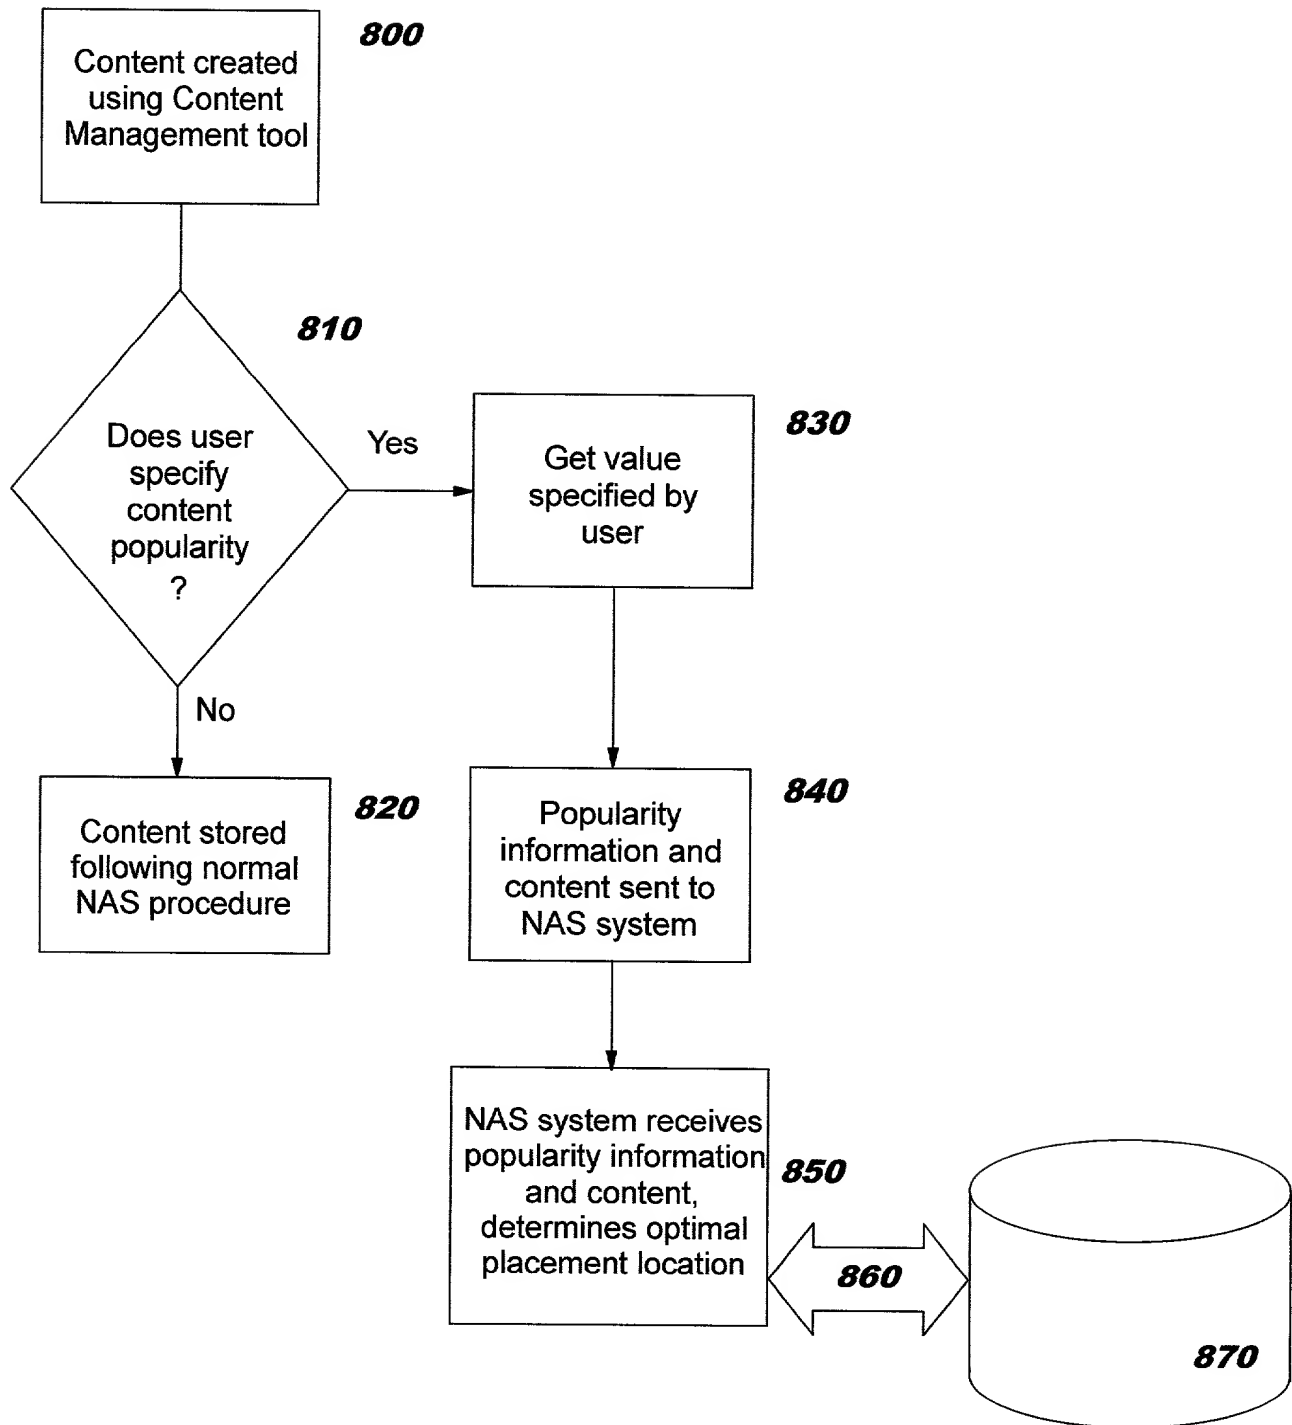 800
Content created
using Content
Management tool
810
Does user
specify
content
popularity
?
Yes
830
Get value
specified by
user
No
820
Content stored
following normal
NAS procedure
840
Popularity
information and
content sent to
NAS system
850
NAS system receives
popularity information
and content,
determines optimal
placement location
860
870